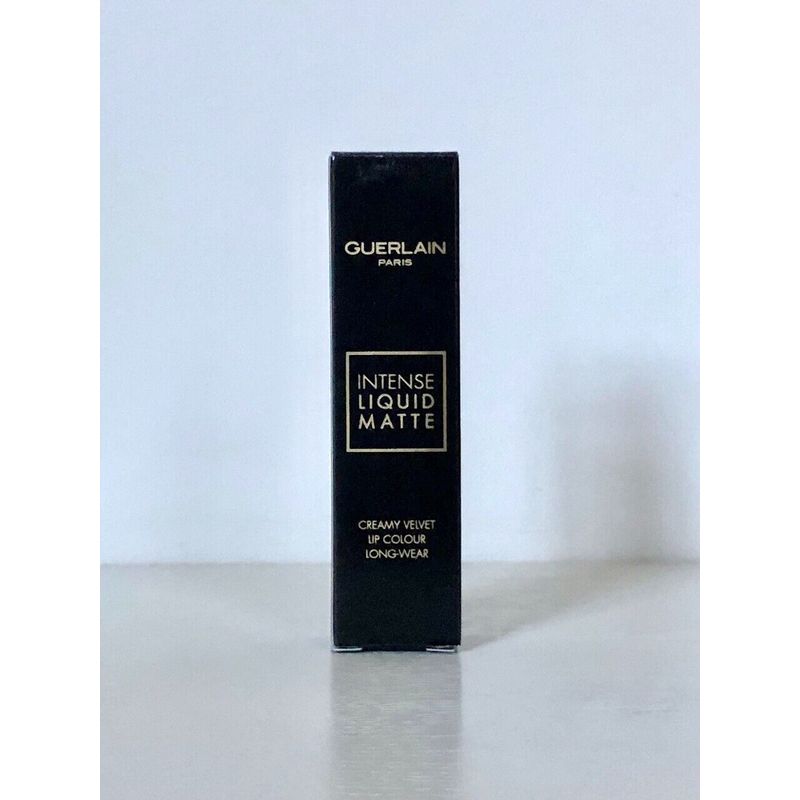 GUERLAIN
PARIS
INTENSE
LIQUID
MATTE
CREAMY VELVET
LIP COLOUR
LONG-WEAR